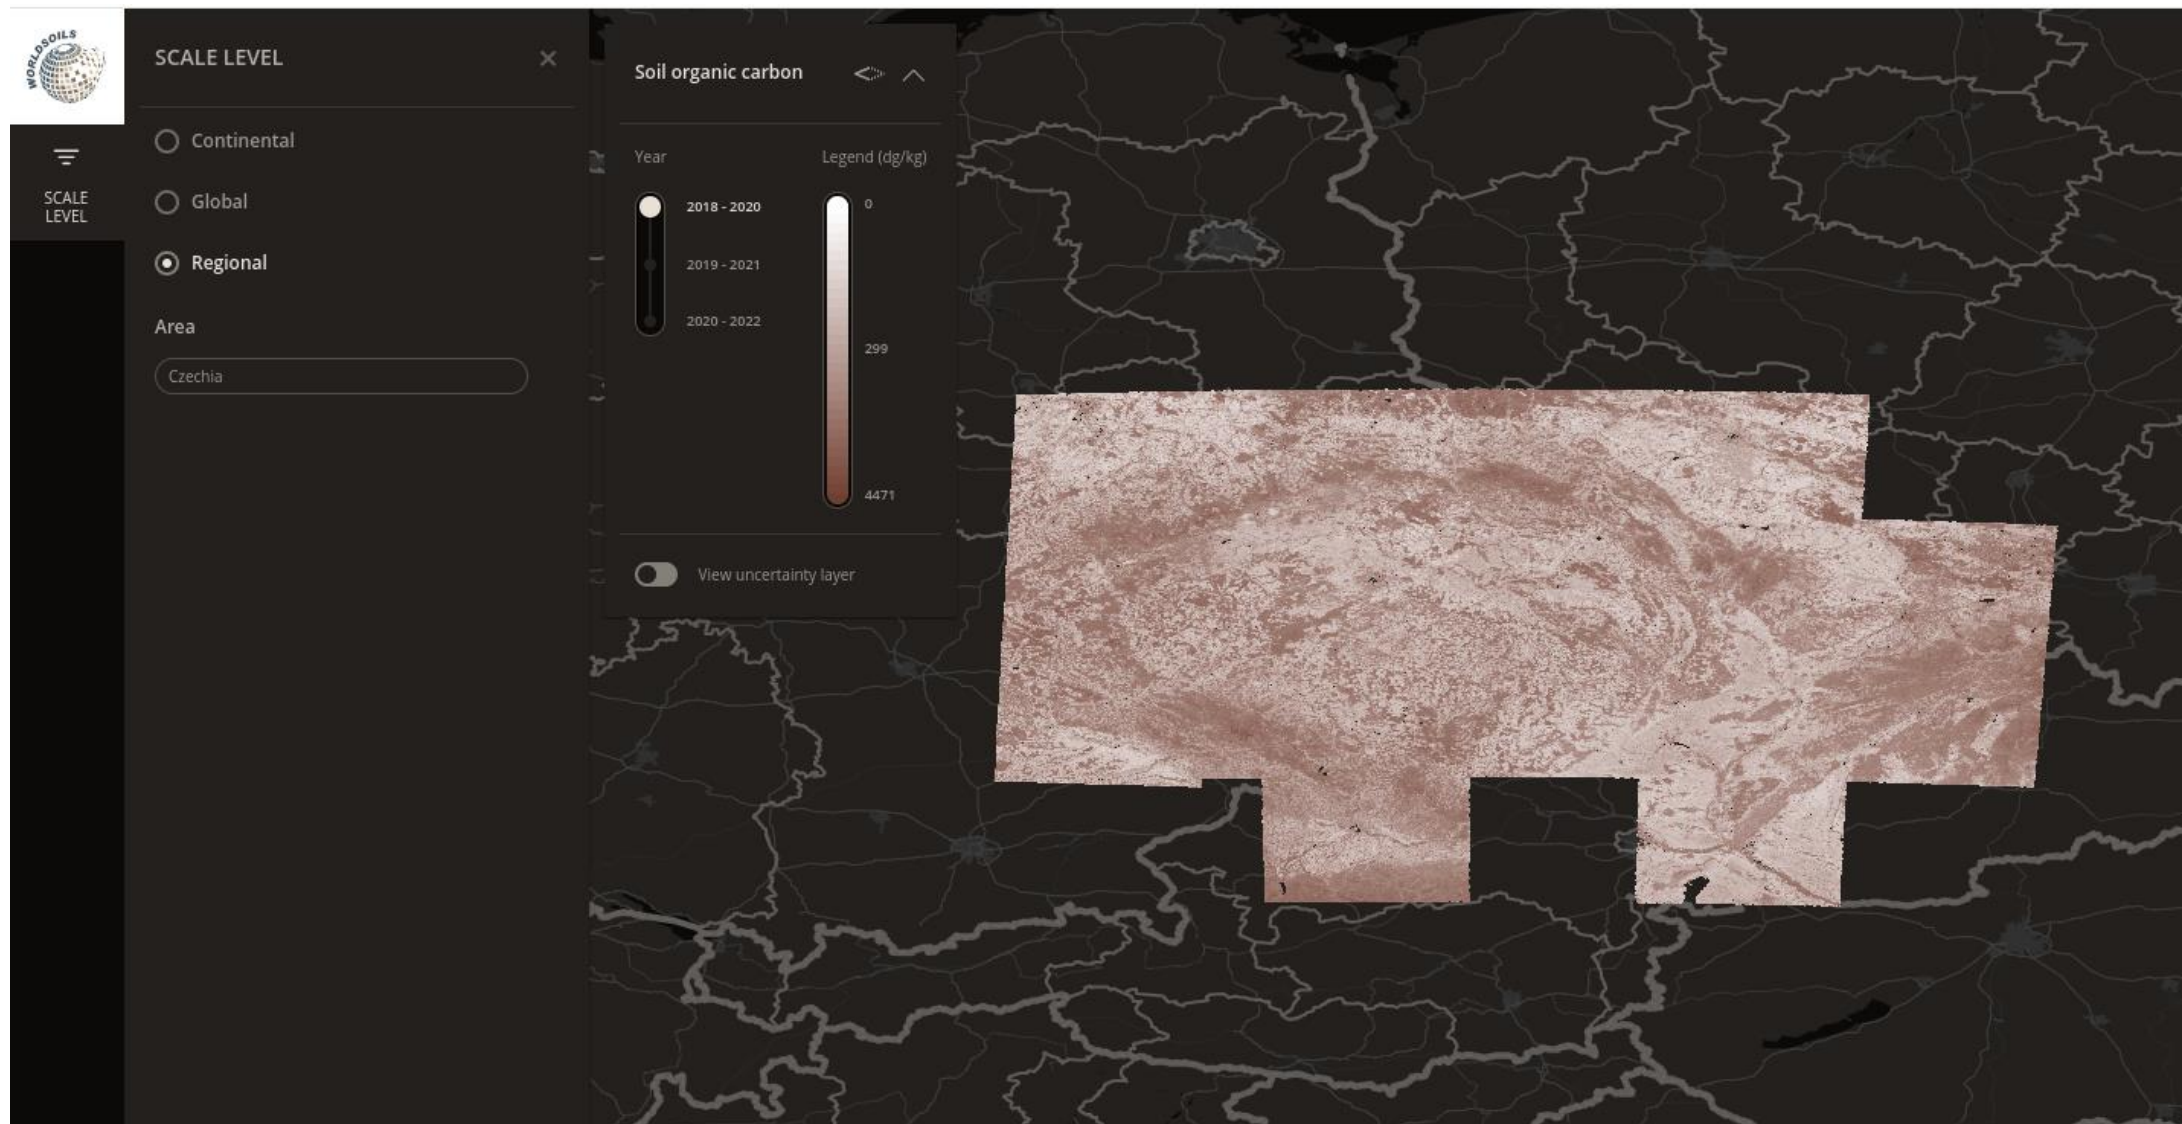 WORLDSOILS
SCALE
LEVEL
SCALE LEVEL
Continental
Global
Regional
Area
Czechia
Soil organic carbon
Year
Legend (dg/kg)
2018 - 2020
2019 - 2021
2020 - 2022
0
299
4471
View uncertainty layer